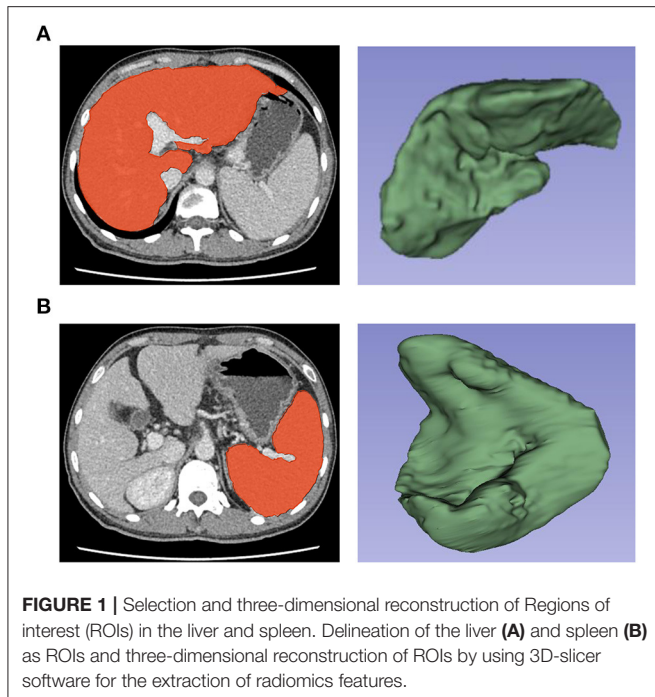 A
B
FIGURE 1 | Selection and three-dimensional reconstruction of Regions of
interest (ROIs) in the liver and spleen. Delineation of the liver (A) and spleen (B)
as ROIs and three-dimensional reconstruction of ROIs by using 3D-slicer
software for the extraction of radiomics features.